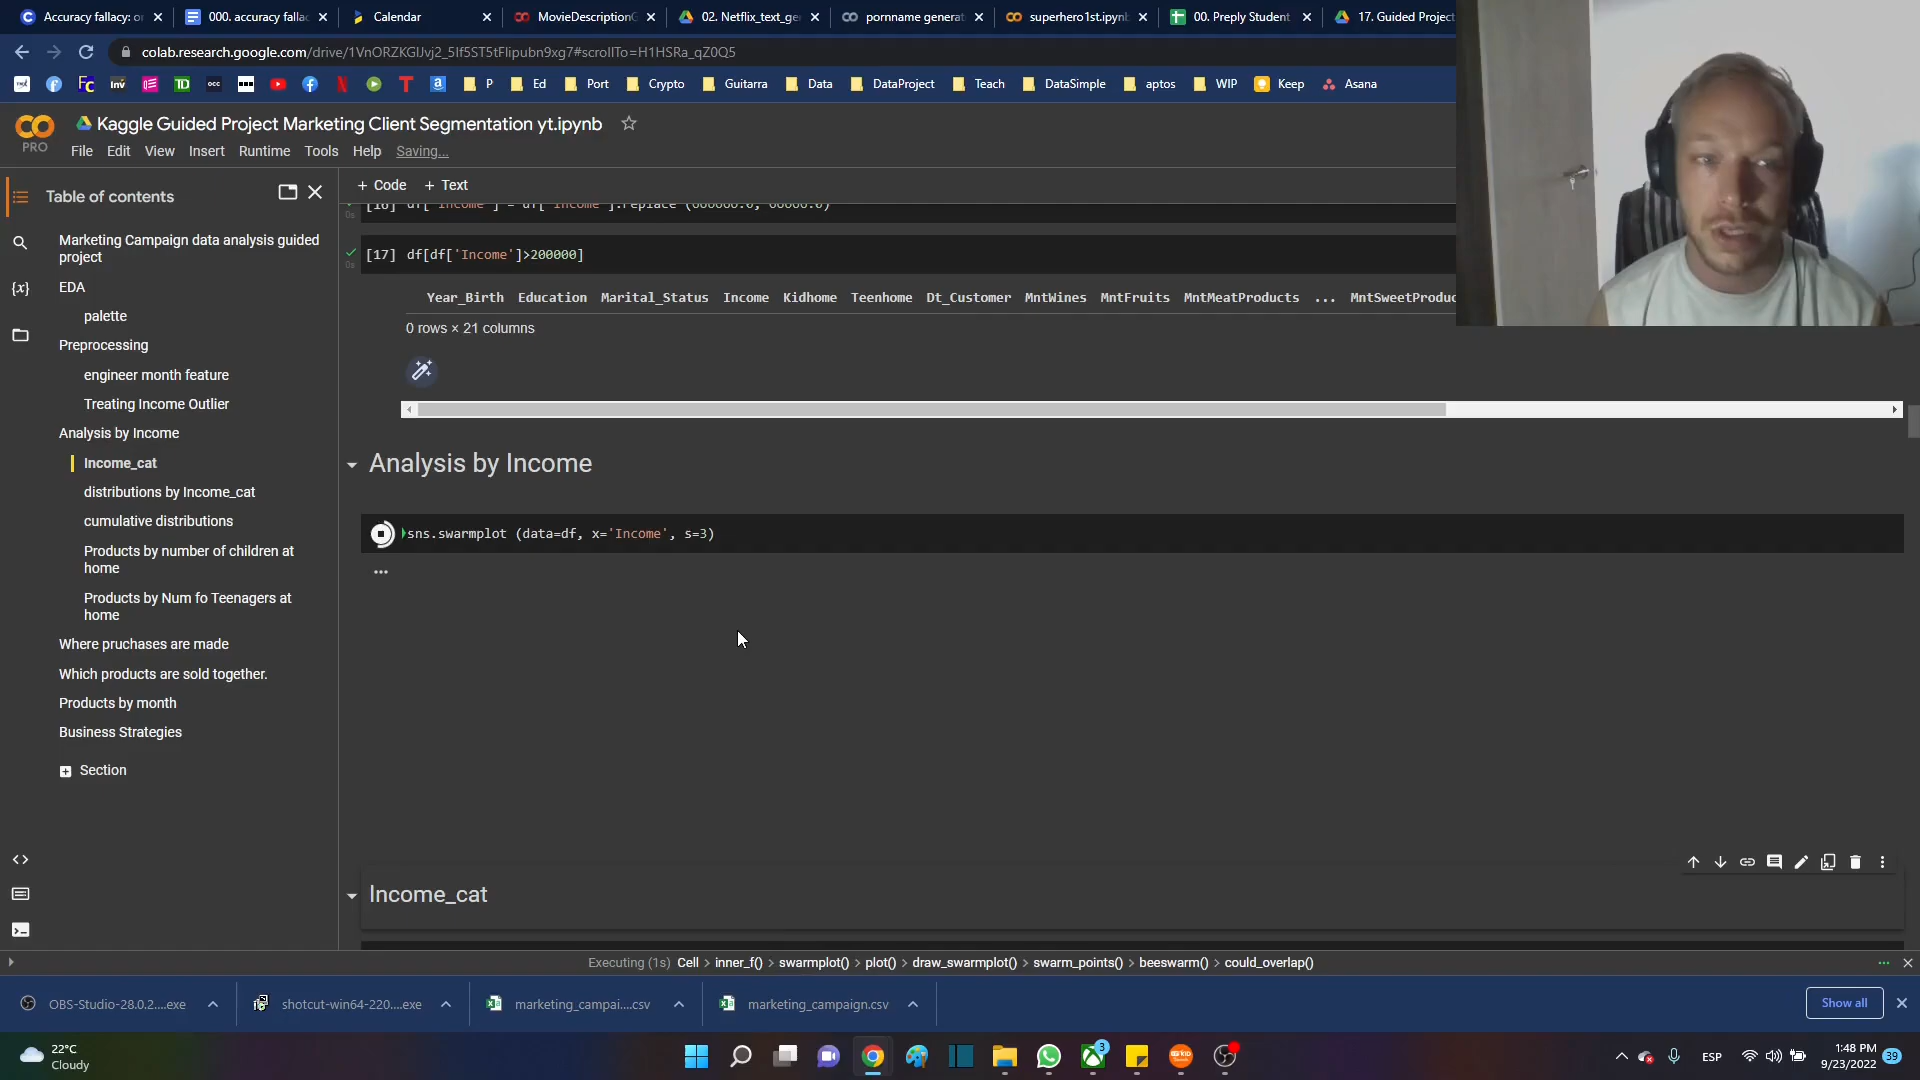 Accuracy fallacy: or
000. accuracy fallac
Calendar
MovieDescriptionG
02. Netflix_text_ge
pornname generat
superhero1st.ipynb
00. Preply Student
17. Guided Project
colab.research.google.com/drive/1VnORZKGlJvj2_5lf5ST5tFlipubn9xg7#scrollTo=H1HSRa_qZ0Q5
P
Ed
Port
Crypto
Guitarra
Data
DataProject
Teach
DataSimple
aptos
WIP
Keep
Asana
Kaggle Guided Project Marketing Client Segmentation yt.ipynb
PRO
File Edit View Insert Runtime Tools Help Saving...
Table of contents
+ Code + Text
Marketing Campaign data analysis guided
project
EDA
palette
Preprocessing
engineer month feature
Treating Income Outlier
Analysis by Income
Income_cat
distributions by Income_cat
cumulative distributions
Products by number of children at
home
Products by Num fo Teenagers at
home
Where pruchases are made
Which products are sold together.
Products by month
Business Strategies
Section
[17] df[df['Income']>200000]
Year_Birth Education Marital_Status Income Kidhome Teenhome Dt_Customer MntWines MntFruits MntMeatProducts ... MntSweetProduc
0 rows × 21 columns
Analysis by Income
sns.swarmplot (data=df, x='Income', s=3)
...
Income_cat
Executing (1s) Cell > inner_f() > swarmplot() > plot() > draw_swarmplot() > swarm_points() > beeswarm() > could_overlap()
OBS-Studio-28.0.2....exe
shotcut-win64-220....exe
marketing_campai....csv
marketing_campaign.csv
Show all
22°C
Cloudy
3
ESP
1:48 PM
9/23/2022
39